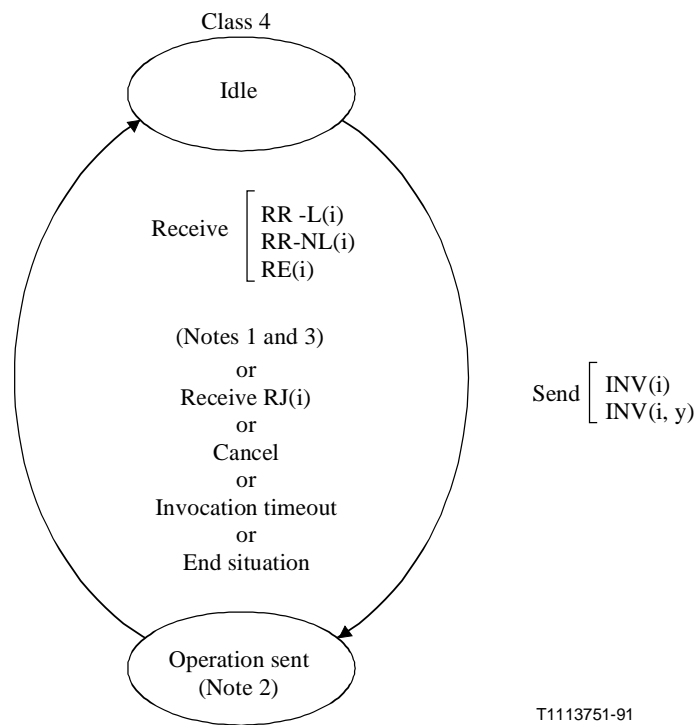 Class 4
Idle
Receive
RR -L(i)
RR-NL(i)
RE(i)
(Notes 1 and 3)
or
Receive RJ(i)
or
Cancel
or
Invocation timeout
or
End situation
Send
INV(i)
INV(i, y)
Operation sent
(Note 2)
T1113751-91